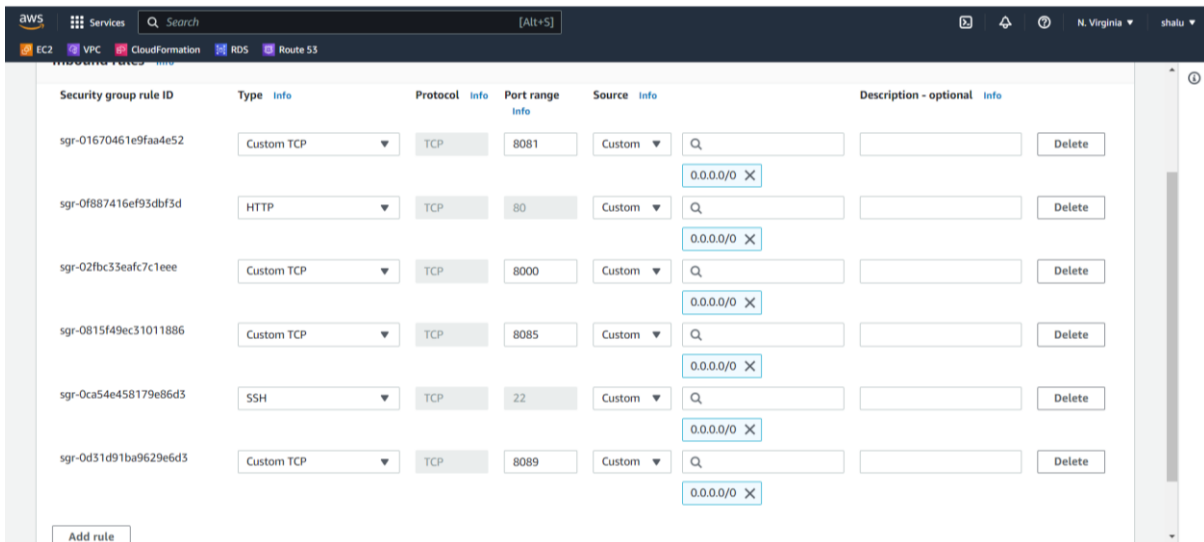 aws Services Search [Alt+S] N. Virginia shalu
EC2 VPC CloudFormation RDS Route 53
Inbound rules Info
Security group rule ID Type Info Protocol Info Port range Info Source Info Description - optional Info
sgr-01670461e9faa4e52 Custom TCP TCP 8081 Custom Delete
0.0.0.0/0
sgr-0f887416ef93dbf3d HTTP TCP 80 Custom Delete
0.0.0.0/0
sgr-02fbc33eafc7c1eee Custom TCP TCP 8000 Custom Delete
0.0.0.0/0
sgr-0815f49ec31011886 Custom TCP TCP 8085 Custom Delete
0.0.0.0/0
sgr-0ca54e458179e86d3 SSH TCP 22 Custom Delete
0.0.0.0/0
sgr-0d31d91ba9629e6d3 Custom TCP TCP 8089 Custom Delete
0.0.0.0/0
Add rule